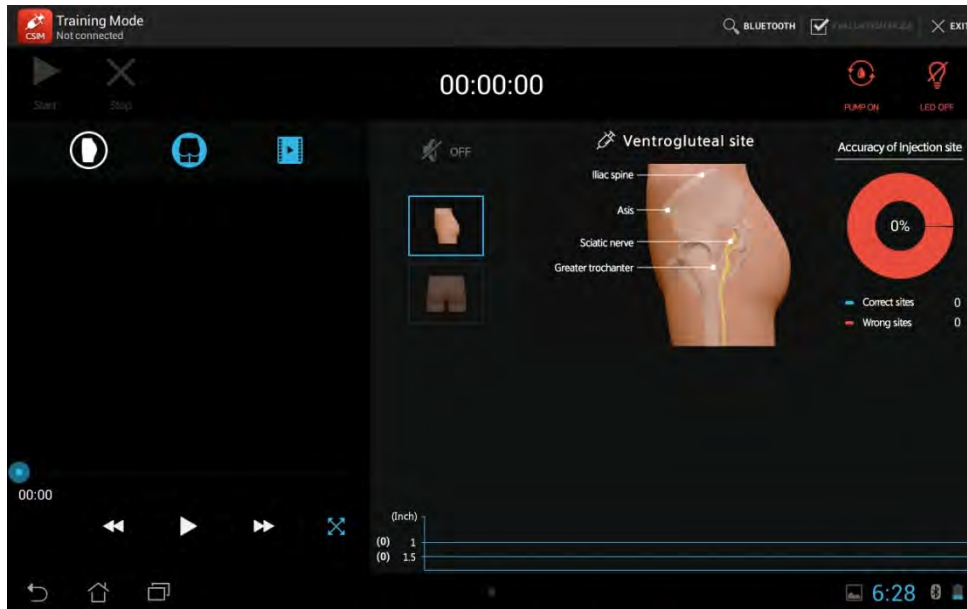 Training Mode
CSIM
Not connected
BLUETOOTH
EXIT
Start
Stop
00:00:00
PUMP ON
LED OFF
OFF
Ventrogluteal site
Accuracy of Injection site
Iliac spine
Asis
Sciatic nerve
Greater trochanter
0%
Correct sites 0
Wrong sites 0
00:00
(Inch)
(0) 1
(0) 1.5
6:28